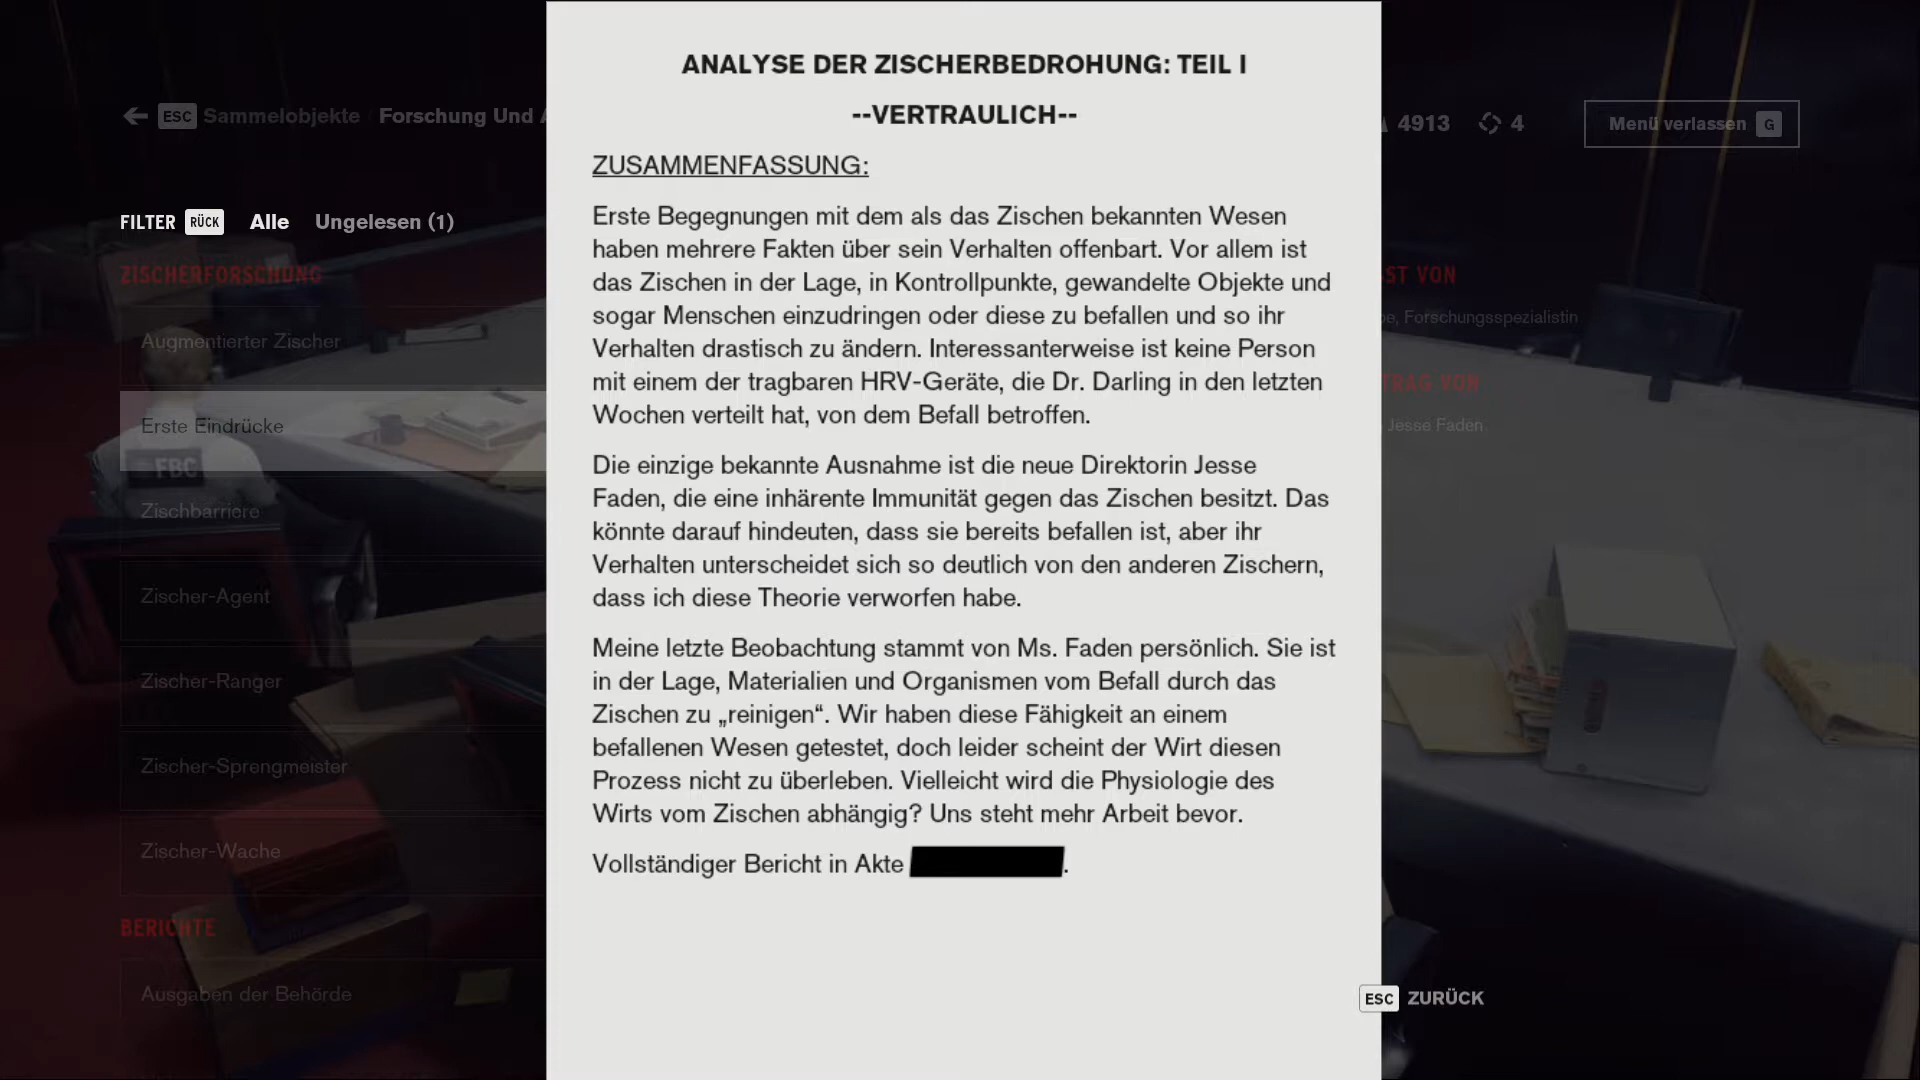 ANALYSE DER ZISCHERBEDROHUNG: TEIL I
--VERTRAULICH--
ZUSAMMENFASSUNG:
Erste Begegnungen mit dem als das Zischen bekannten Wesen
haben mehrere Fakten über sein Verhalten offenbart. Vor allem ist
das Zischen in der Lage, in Kontrollpunkte, gewandelte Objekte und
sogar Menschen einzudringen oder diese zu befallen und so ihr
Verhalten drastisch zu ändern. Interessanterweise ist keine Person
mit einem der tragbaren HRV-Geräte, die Dr. Darling in den letzten
Wochen verteilt hat, von dem Befall betroffen.
Die einzige bekannte Ausnahme ist die neue Direktorin Jesse
Faden, die eine inhärente Immunität gegen das Zischen besitzt. Das
könnte darauf hindeuten, dass sie bereits befallen ist, aber ihr
Verhalten unterscheidet sich so deutlich von den anderen Zischern,
dass ich diese Theorie verworfen habe.
Meine letzte Beobachtung stammt von Ms. Faden persönlich. Sie ist
in der Lage, Materialien und Organismen vom Befall durch das
Zischen zu „reinigen“. Wir haben diese Fähigkeit an einem
befallenen Wesen getestet, doch leider scheint der Wirt diesen
Prozess nicht zu überleben. Vielleicht wird die Physiologie des
Wirts vom Zischen abhängig? Uns steht mehr Arbeit bevor.
Vollständiger Bericht in Akte .
ESC Sammelobjekte Forschung Und
4913 4
Menü verlassen G
FILTER RÜCK Alle Ungelesen (1)
ZISCHERFORSCHUNG
Augmentierter Zischer
Erste Eindrücke
FBC
Zischbarriere
Zischer-Agent
Zischer-Ranger
Zischer-Sprengmeister
Zischer-Wache
BERICHTE
Ausgaben der Behörde
VON
Forschungsspezialistin
VON
Jesse Faden
ESC ZURÜCK